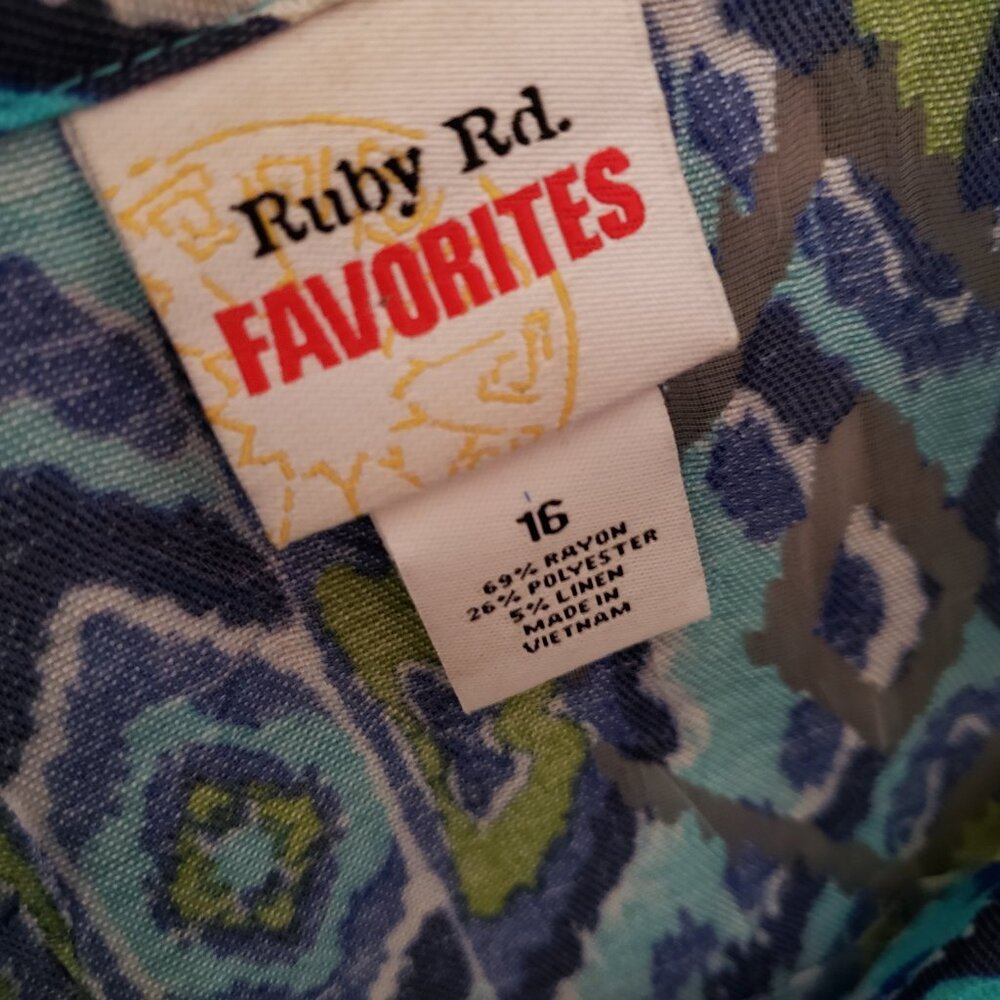 Ruby Rd.
FAVORITES
16
69% RAYON
26% POLYESTER
5% LINEN
MADE IN
VIETNAM